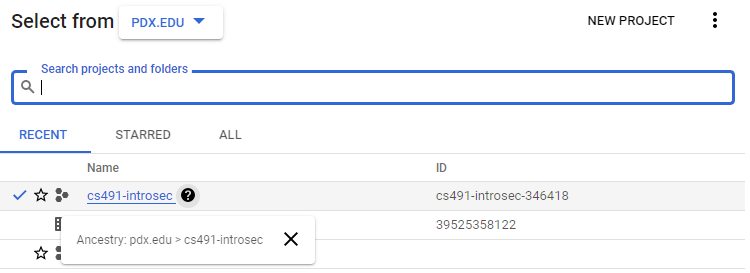 Select from PDX.EDU NEW PROJECT
Search projects and folders
RECENT STARRED ALL
Name ID
cs491-introsec cs491-introsec-346418
39525358122
Ancestry: pdx.edu > cs491-introsec